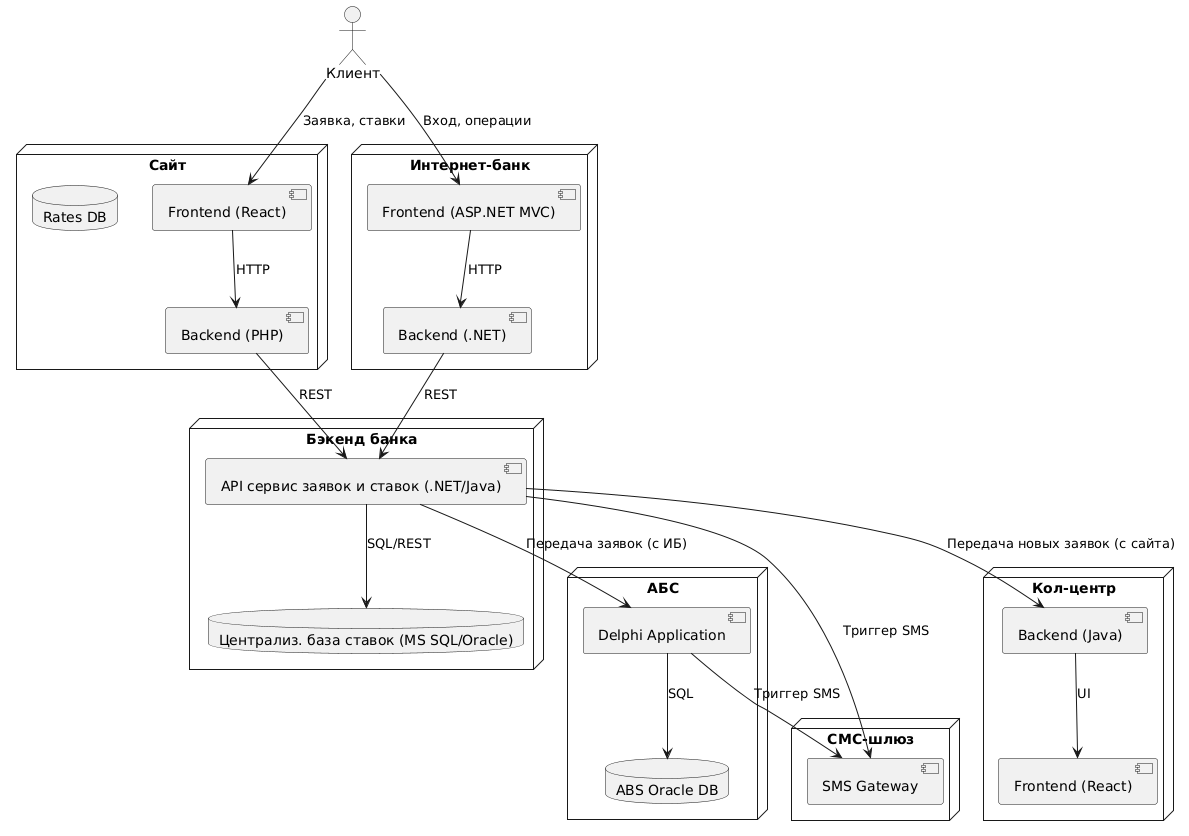 Клиент
Заявка, ставки
Вход, операции
Сайт
Интернет-банк
Rates DB
Frontend (React)
Frontend (ASP.NET MVC)
HTTP
HTTP
Backend (PHP)
Backend (.NET)
REST
REST
Бэкенд банка
API сервис заявок и ставок (.NET/Java)
SQL/REST
Передача заявок (с ИБ)
Передача новых заявок (с сайта)
АБС
Кол-центр
Централиз. база ставок (MS SQL/Oracle)
Delphi Application
Триггер SMS
Backend (Java)
SQL
Триггер SMS
UI
СМС-шлюз
ABS Oracle DB
SMS Gateway
Frontend (React)